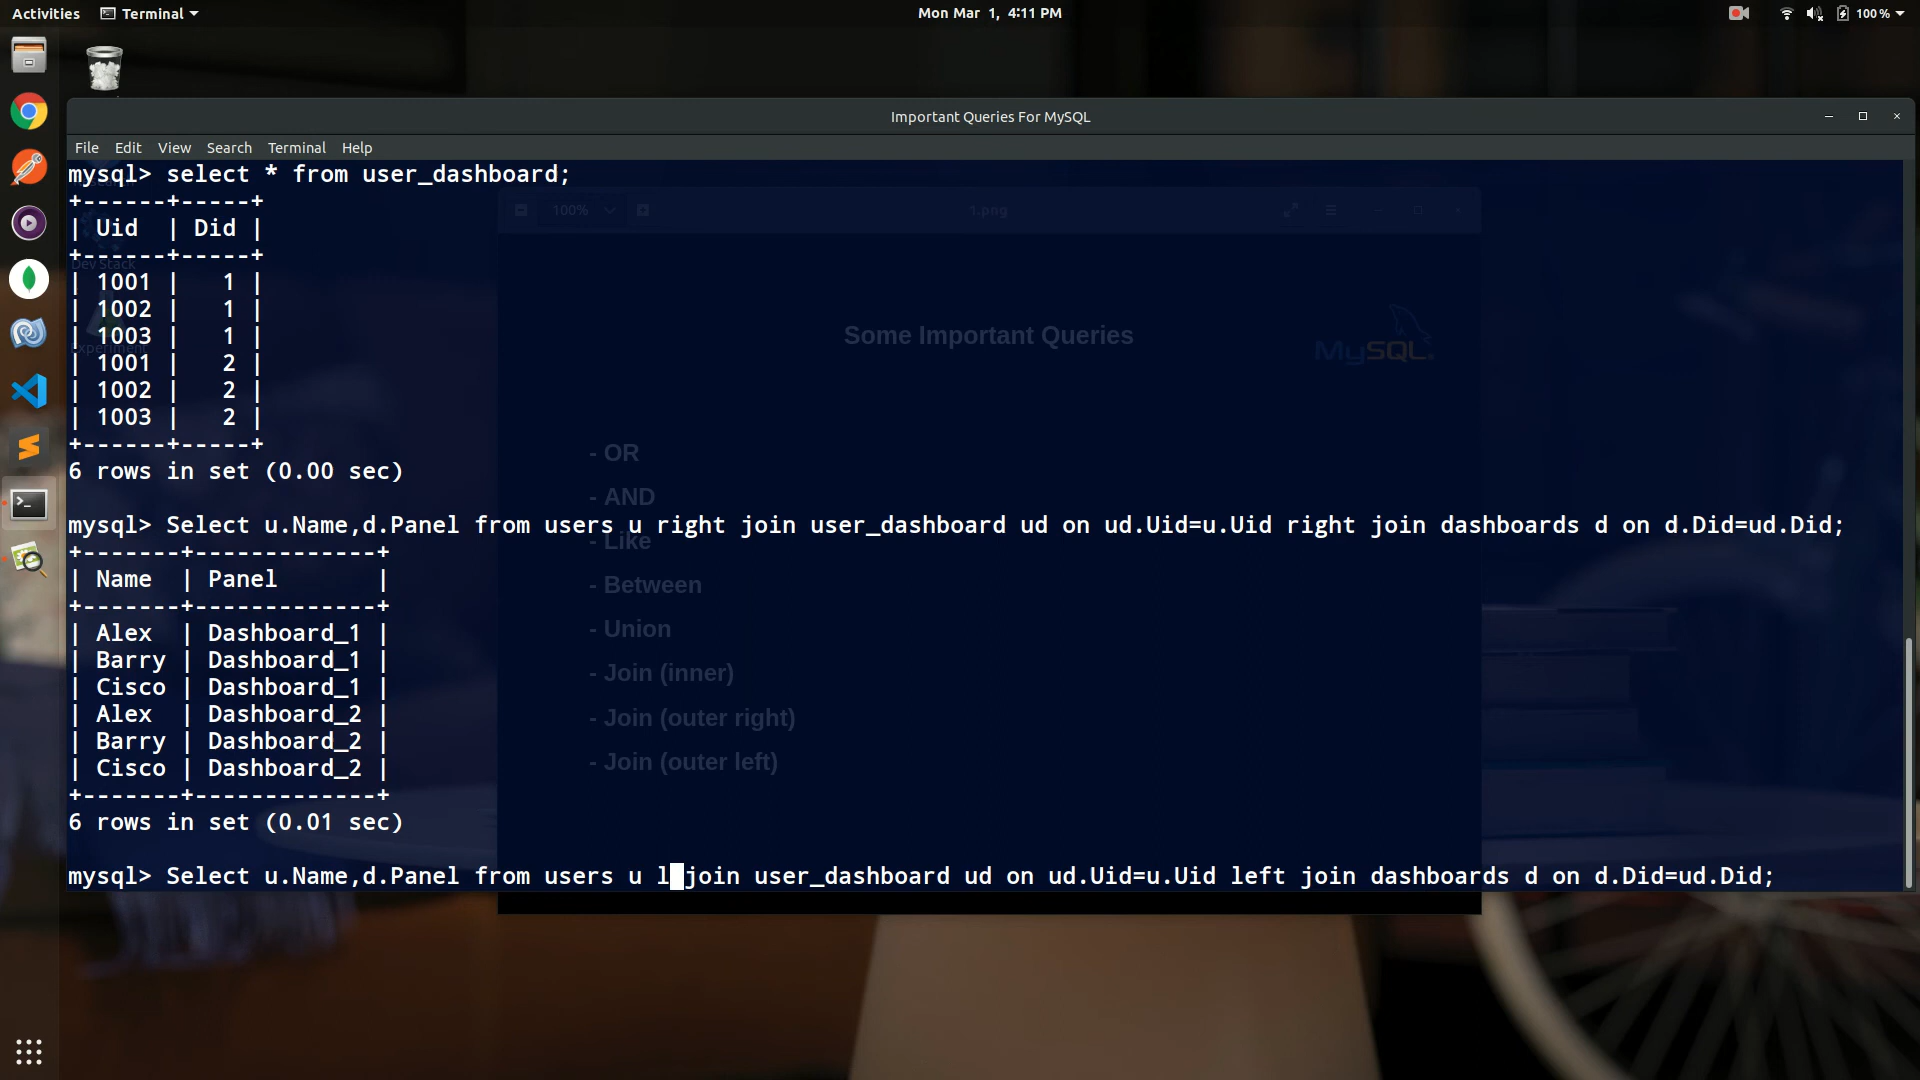 Activities Terminal Mon Mar 1, 4:11 PM 100 %
Important Queries For MySQL
File Edit View Search Terminal Help
mysql> select * from user_dashboard;
+------+-----+
| Uid  | Did |
+------+-----+
| 1001 |   1 |
| 1002 |   1 |
| 1003 |   1 |
| 1001 |   2 |
| 1002 |   2 |
| 1003 |   2 |
+------+-----+
6 rows in set (0.00 sec)
mysql> Select u.Name,d.Panel from users u right join user_dashboard ud on ud.Uid=u.Uid right join dashboards d on d.Did=ud.Did;
+-------+-------------+
| Name  | Panel       |
+-------+-------------+
| Alex  | Dashboard_1 |
| Barry | Dashboard_1 |
| Cisco | Dashboard_1 |
| Alex  | Dashboard_2 |
| Barry | Dashboard_2 |
| Cisco | Dashboard_2 |
+-------+-------------+
6 rows in set (0.01 sec)
mysql> Select u.Name,d.Panel from users u l join user_dashboard ud on ud.Uid=u.Uid left join dashboards d on d.Did=ud.Did;
100% 1.png
Some Important Queries
MySQL
- OR
- AND
- Like
- Between
- Union
- Join (inner)
- Join (outer right)
- Join (outer left)
Dev Stack
Experiment